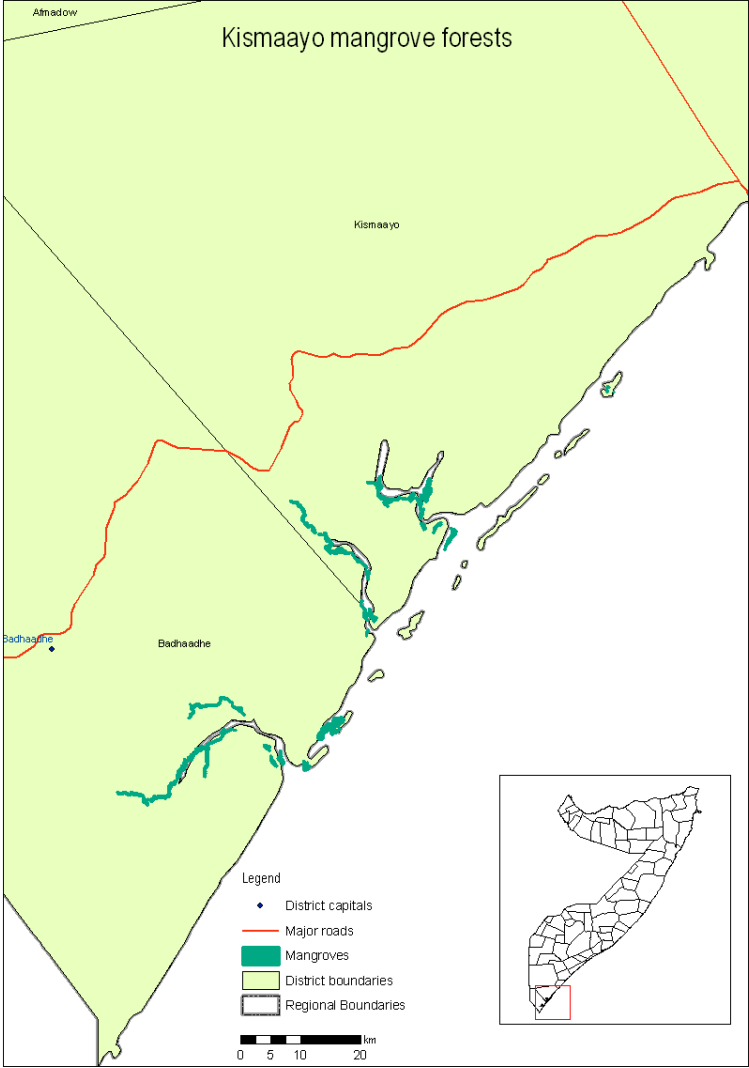 Afmadow
Kismaayo mangrove forests
Kismaayo
Badhaadhe
Badhaadhe
Legend
District capitals
Major roads
Mangroves
District boundaries
Regional Boundaries
km
0 5 10 20